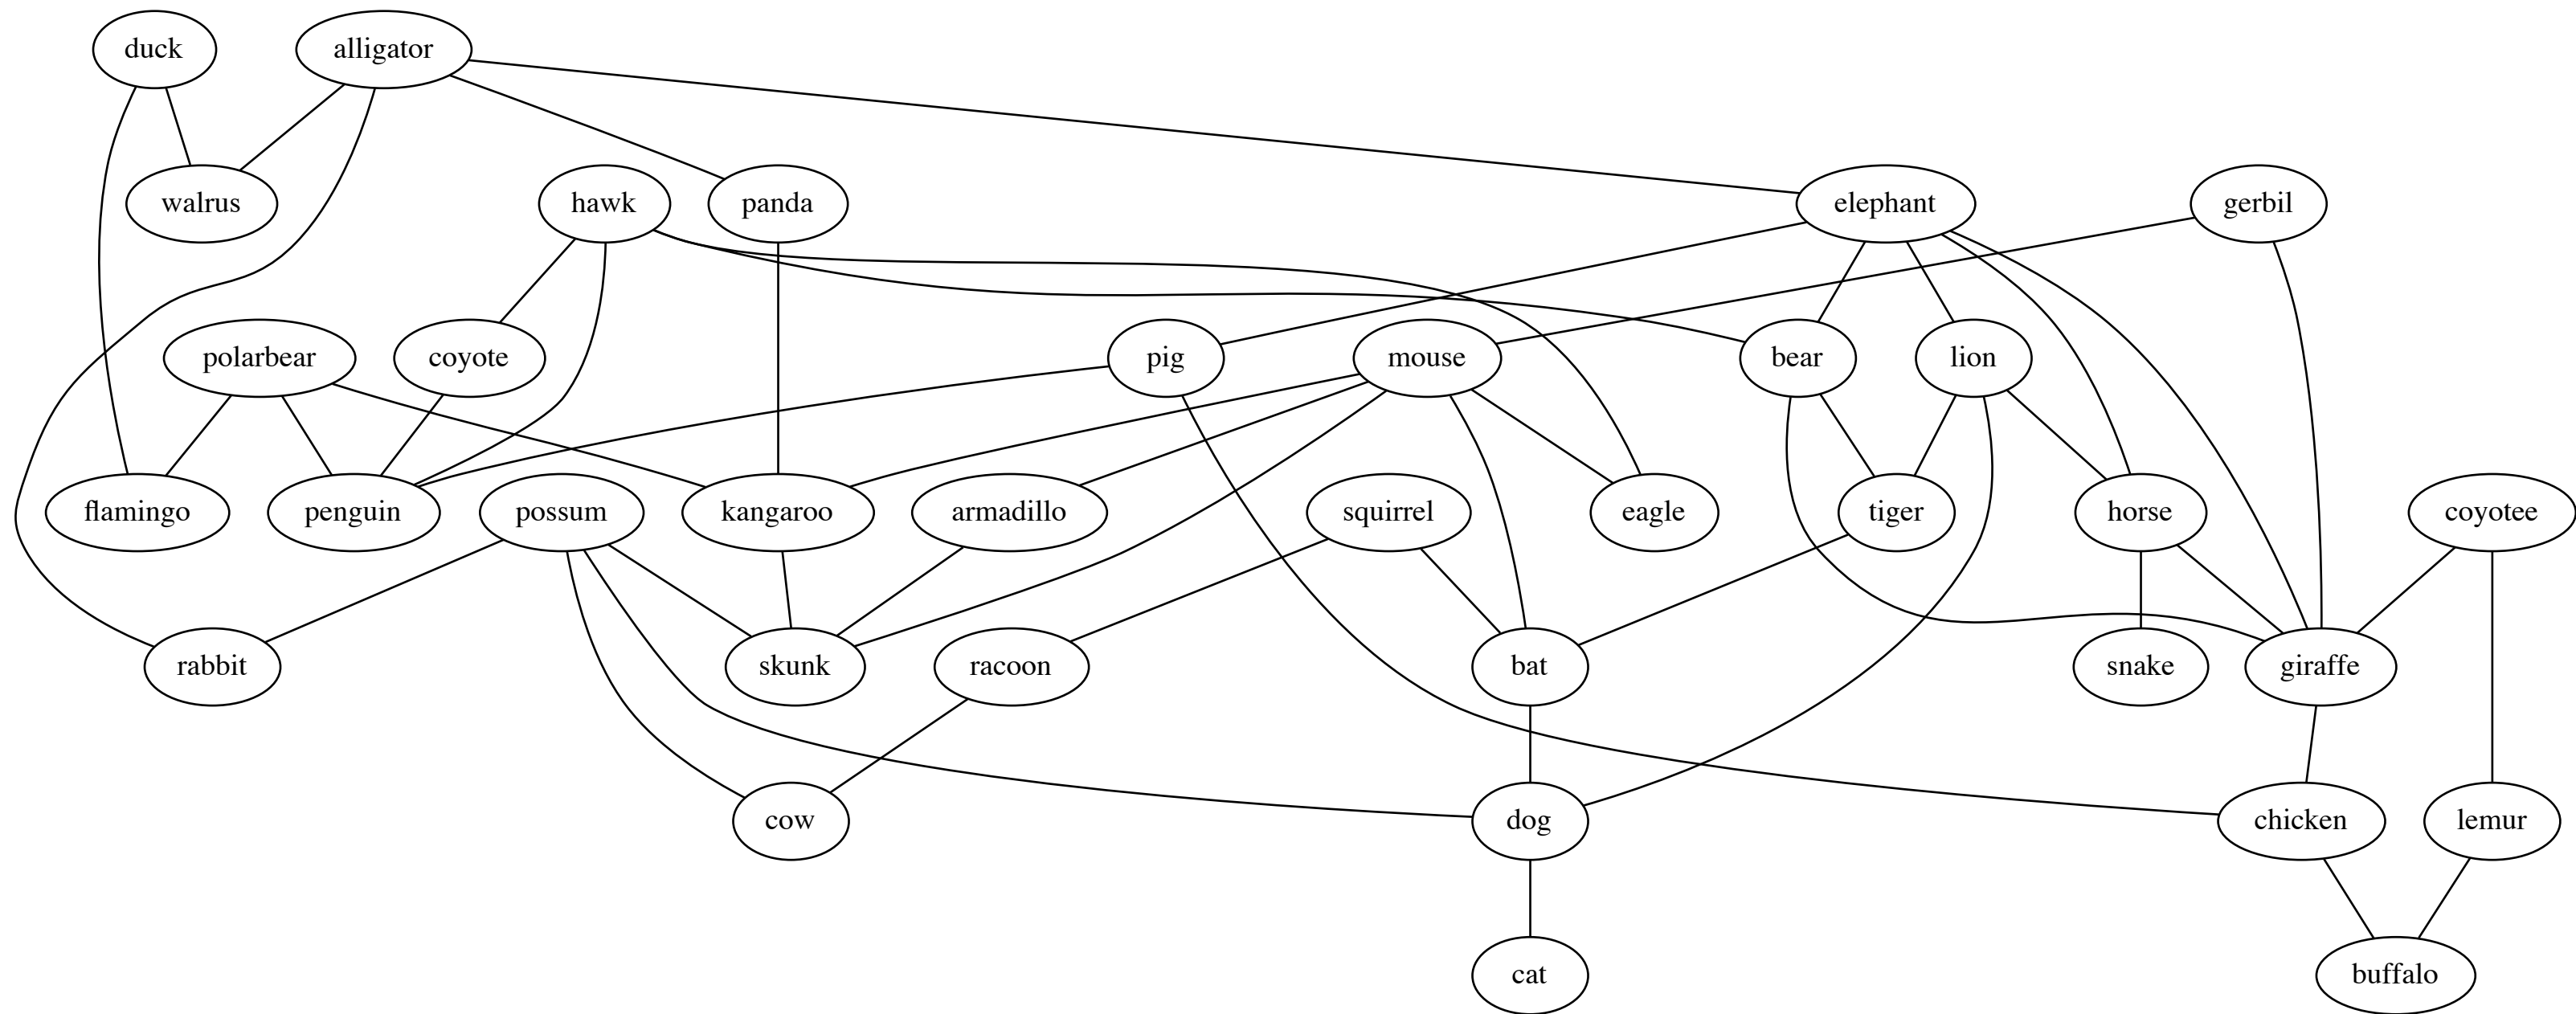 duck
alligator
walrus
hawk
panda
elephant
gerbil
polarbear
coyote
pig
mouse
bear
lion
flamingo
penguin
possum
kangaroo
armadillo
squirrel
eagle
tiger
horse
coyotee
rabbit
skunk
racoon
bat
snake
giraffe
cow
dog
chicken
lemur
cat
buffalo